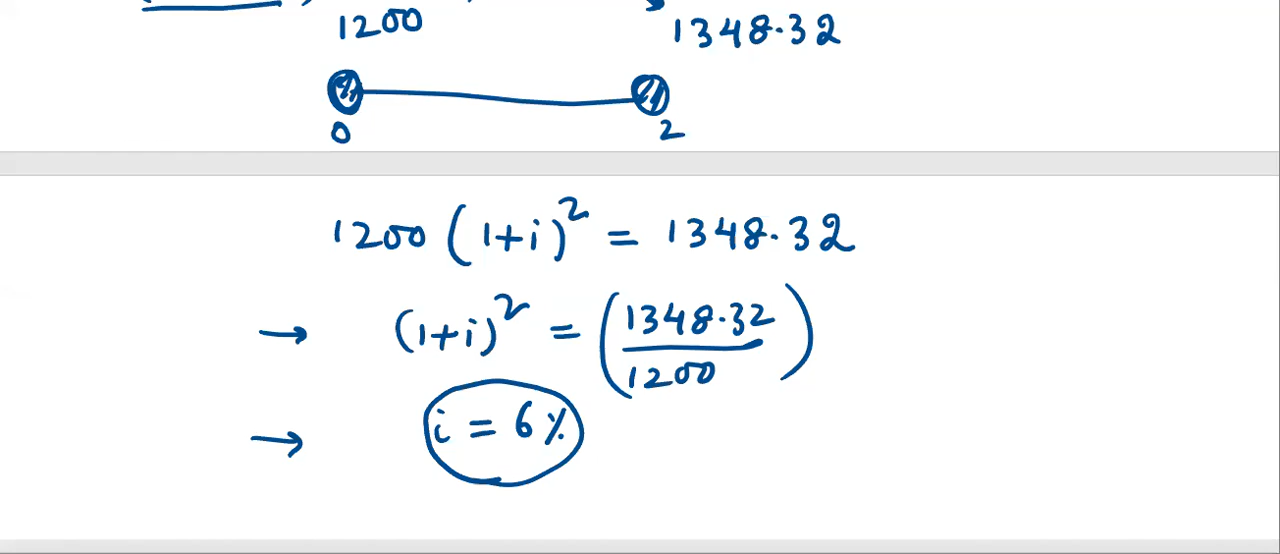 1200 1348.32
0 2
1200 (1+i)² = 1348.32
→ (1+i)² = (1348.32/1200)
→ i = 6%